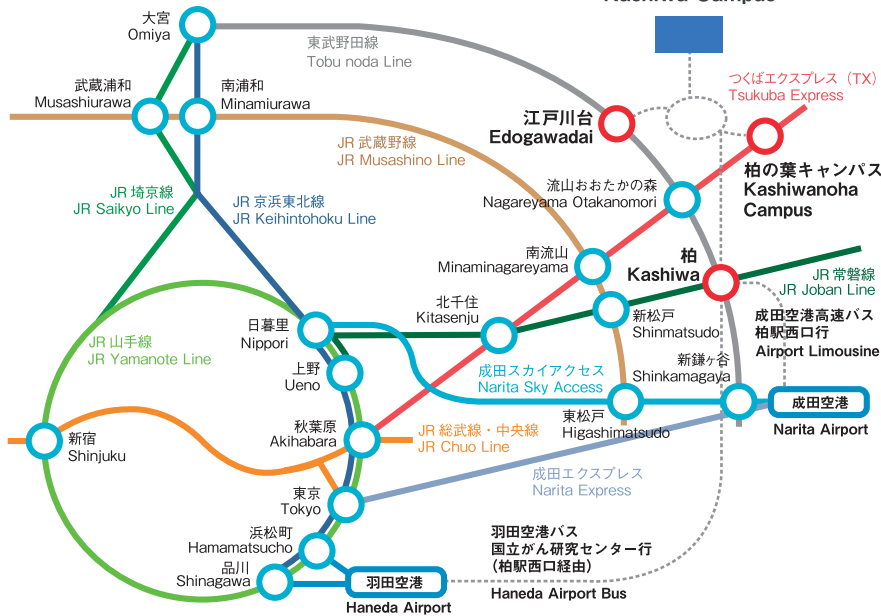 Kashiwa Campus
大宮
Omiya
東武野田線
Tobu noda Line
武蔵浦和
Musashiurawa
南浦和
Minamiurawa
江戸川台
Edogawadai
つくばエクスプレス（TX）
Tsukuba Express
柏の葉キャンパス
Kashiwanoha
Campus
JR 武蔵野線
JR Musashino Line
JR 埼京線
JR Saikyo Line
JR 京浜東北線
JR Keihintohoku Line
流山おおたかの森
Nagareyama Otakanomori
南流山
Minaminagareyama
柏
Kashiwa
JR 常磐線
JR Joban Line
北千住
Kitasenju
新松戸
Shinmatsudo
成田空港高速バス
柏駅西口行
Airport Limousine
日暮里
Nippori
JR 山手線
JR Yamanote Line
上野
Ueno
成田スカイアクセス
Narita Sky Access
新鎌ヶ谷
Shinkamagaya
成田空港
Narita Airport
東松戸
Higashimatsudo
秋葉原
Akihabara
JR 総武線・中央線
JR Chuo Line
新宿
Shinjuku
成田エクスプレス
Narita Express
東京
Tokyo
浜松町
Hamamatsucho
品川
Shinagawa
羽田空港
Haneda Airport
羽田空港バス
国立がん研究センター行
（柏駅西口経由）
Haneda Airport Bus